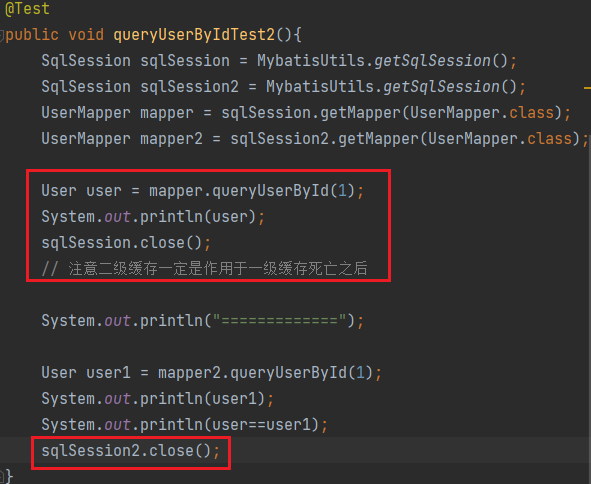 @Test
public void queryUserByIdTest2(){
SqlSession sqlSession = MybatisUtils.getSqlSession();
SqlSession sqlSession2 = MybatisUtils.getSqlSession();
UserMapper mapper = sqlSession.getMapper(UserMapper.class);
UserMapper mapper2 = sqlSession2.getMapper(UserMapper.class);
User user = mapper.queryUserById(1);
System.out.println(user);
sqlSession.close();
// 注意二级缓存一定是作用于一级缓存死亡之后
System.out.println("=============");
User user1 = mapper2.queryUserById(1);
System.out.println(user1);
System.out.println(user==user1);
sqlSession2.close();
}